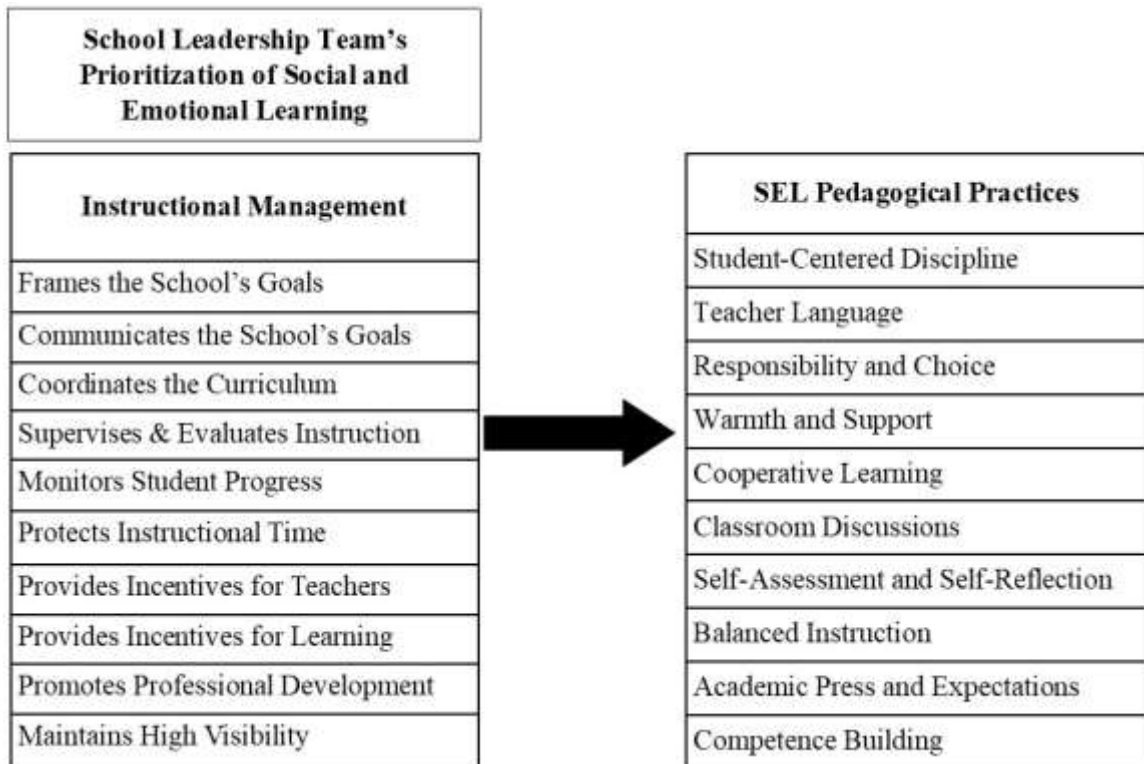 School Leadership Team’s
Prioritization of Social and
Emotional Learning
Instructional Management
Frames the School’s Goals
Communicates the School’s Goals
Coordinates the Curriculum
Supervises & Evaluates Instruction
Monitors Student Progress
Protects Instructional Time
Provides Incentives for Teachers
Provides Incentives for Learning
Promotes Professional Development
Maintains High Visibility
SEL Pedagogical Practices
Student-Centered Discipline
Teacher Language
Responsibility and Choice
Warmth and Support
Cooperative Learning
Classroom Discussions
Self-Assessment and Self-Reflection
Balanced Instruction
Academic Press and Expectations
Competence Building